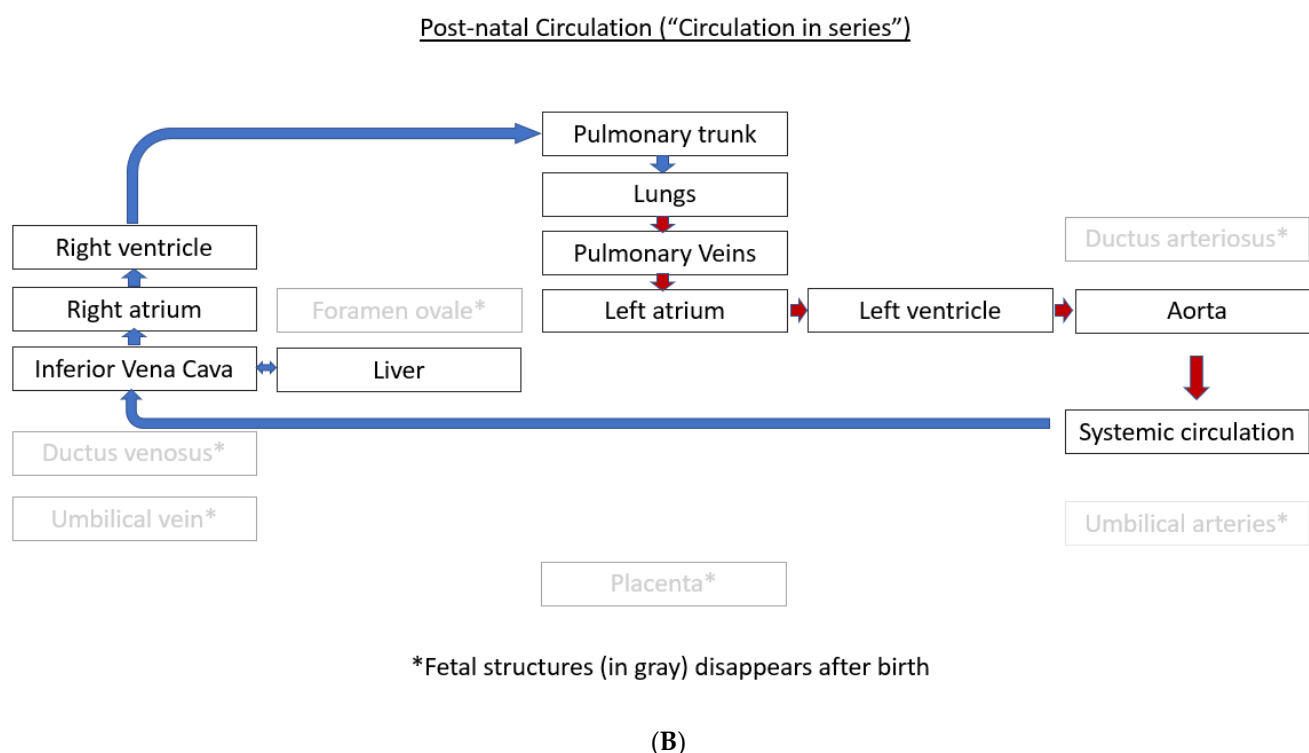 Post-natal Circulation (“Circulation in series”)
Pulmonary trunk
Lungs
Right ventricle
Pulmonary Veins
Ductus arteriosus*
Right atrium
Foramen ovale*
Left atrium
Left ventricle
Aorta
Inferior Vena Cava
Liver
Systemic circulation
Ductus venosus*
Umbilical vein*
Umbilical arteries*
Placenta*
*Fetal structures (in gray) disappears after birth
(B)